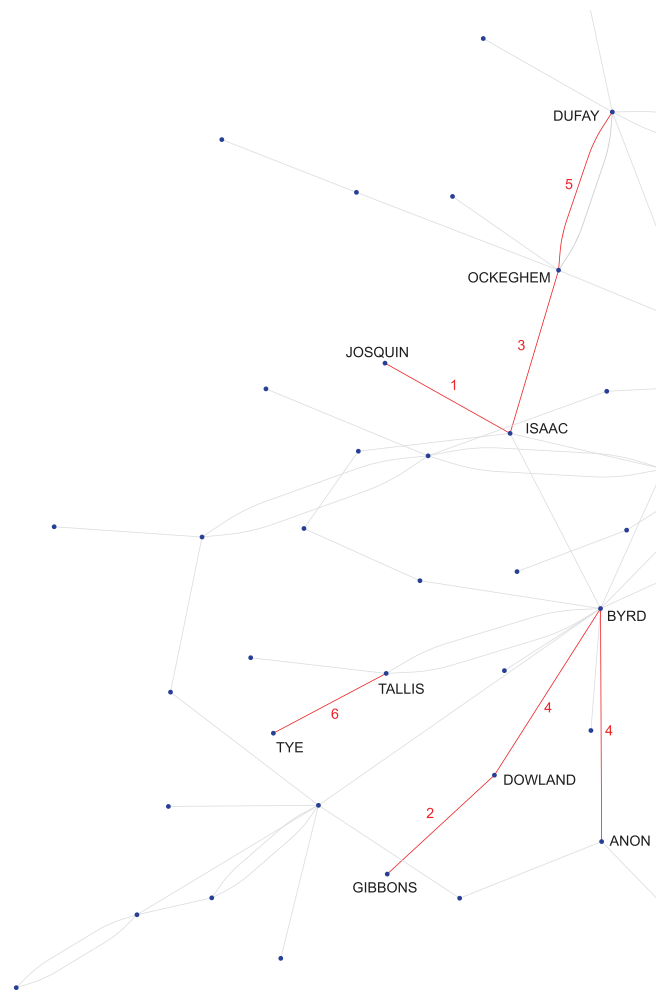 DUFAY
5
OCKEGHEM
3
JOSQUIN
1
ISAAC
BYRD
TALLIS
6
4
4
TYE
DOWLAND
2
ANON
GIBBONS